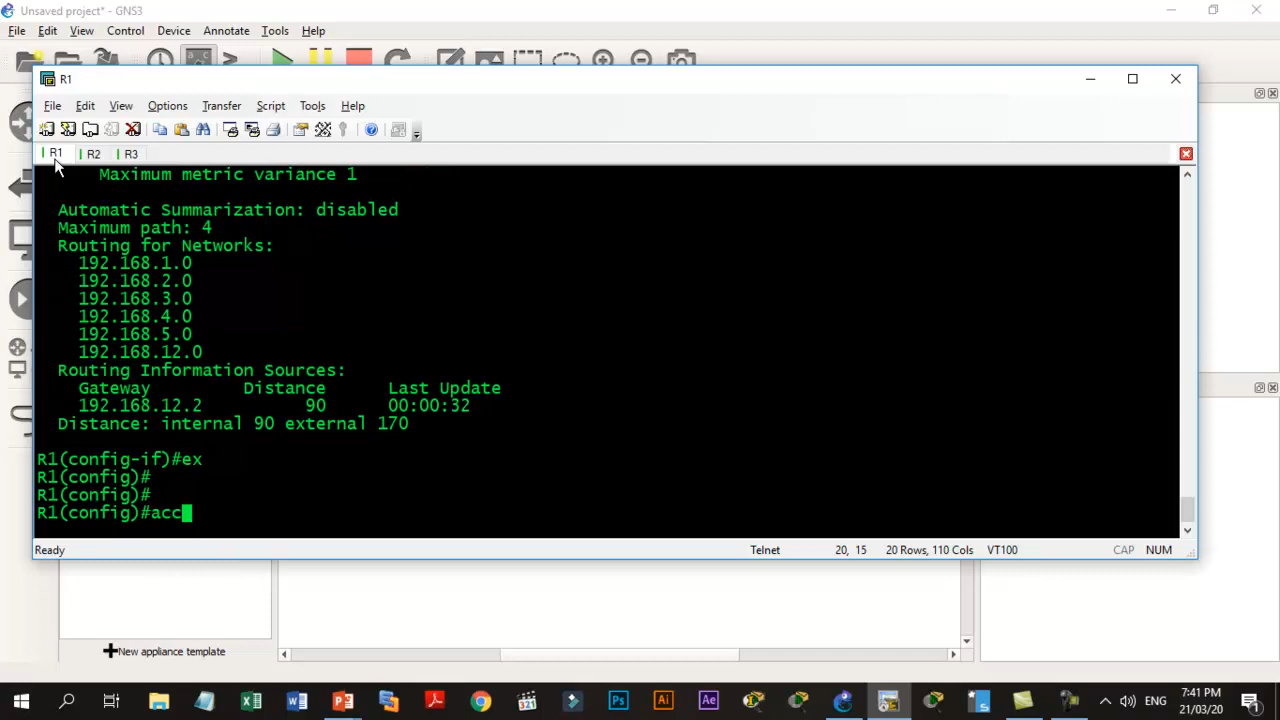 Unsaved project* - GNS3
File Edit View Control Device Annotate Tools Help
R1
File Edit View Options Transfer Script Tools Help
R1 R2 R3
Maximum metric variance 1
Automatic Summarization: disabled
Maximum path: 4
Routing for Networks:
192.168.1.0
192.168.2.0
192.168.3.0
192.168.4.0
192.168.5.0
192.168.12.0
Routing Information Sources:
Gateway Distance Last Update
192.168.12.2 90 00:00:32
Distance: internal 90 external 170
R1(config-if)#ex
R1(config)#
R1(config)#
R1(config)#acc
Ready Telnet 20, 15 20 Rows, 110 Cols VT100 CAP NUM
New appliance template
ENG 7:41 PM
21/03/20